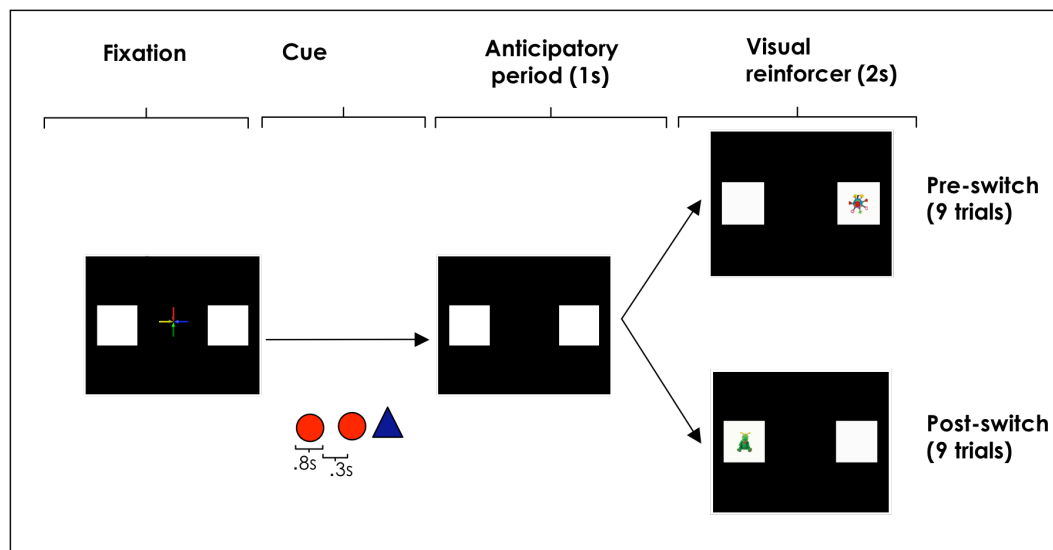 Fixation
Cue
Anticipatory
period (1s)
Visual
reinforcer (2s)
Pre-switch
(9 trials)
.8s
.3s
Post-switch
(9 trials)